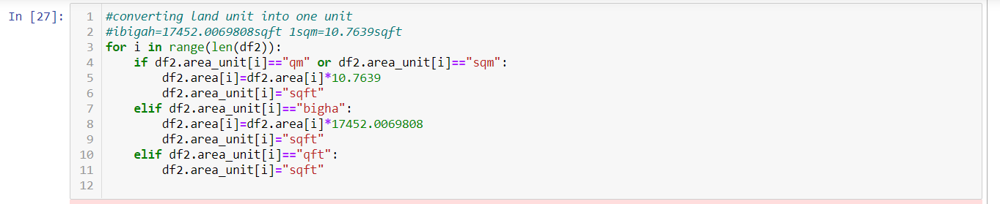 In [27]:
1 #converting land unit into one unit
2 #ibigah=17452.0069808sqft 1sqm=10.7639sqft
3 for i in range(len(df2)):
4     if df2.area_unit[i]=="qm" or df2.area_unit[i]=="sqm":
5         df2.area[i]=df2.area[i]*10.7639
6         df2.area_unit[i]="sqft"
7     elif df2.area_unit[i]=="bigha":
8         df2.area[i]=df2.area[i]*17452.0069808
9         df2.area_unit[i]="sqft"
10     elif df2.area_unit[i]=="qft":
11         df2.area_unit[i]="sqft"
12